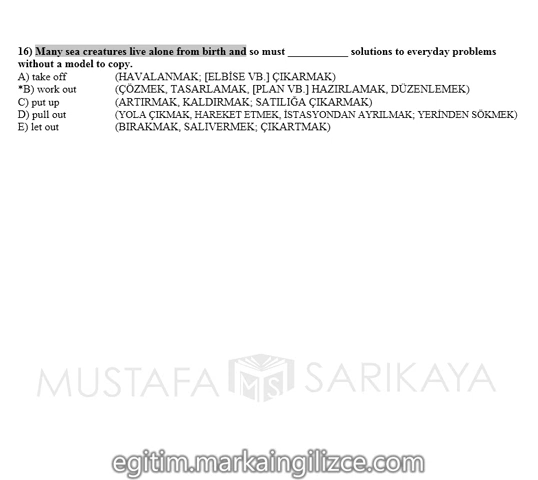 16) Many sea creatures live alone from birth and so must ____________ solutions to everyday problems
without a model to copy.
A) take off (HAVALANMAK; [ELBİSE VB.] ÇIKARMAK)
*B) work out (ÇÖZMEK, TASARLAMAK, [PLAN VB.] HAZIRLAMAK, DÜZENLEMEK)
C) put up (ARTIRMAK, KALDIRMAK; SATILIĞA ÇIKARMAK)
D) pull out (YOLA ÇIKMAK, HAREKET ETMEK, İSTASYONDAN AYRILMAK; YERİNDEN SÖKMEK)
E) let out (BIRAKMAK, SALIVERMEK; ÇIKARTMAK)
MUSTAFA MS SARIKAYA
egitim.markaingilizce.com